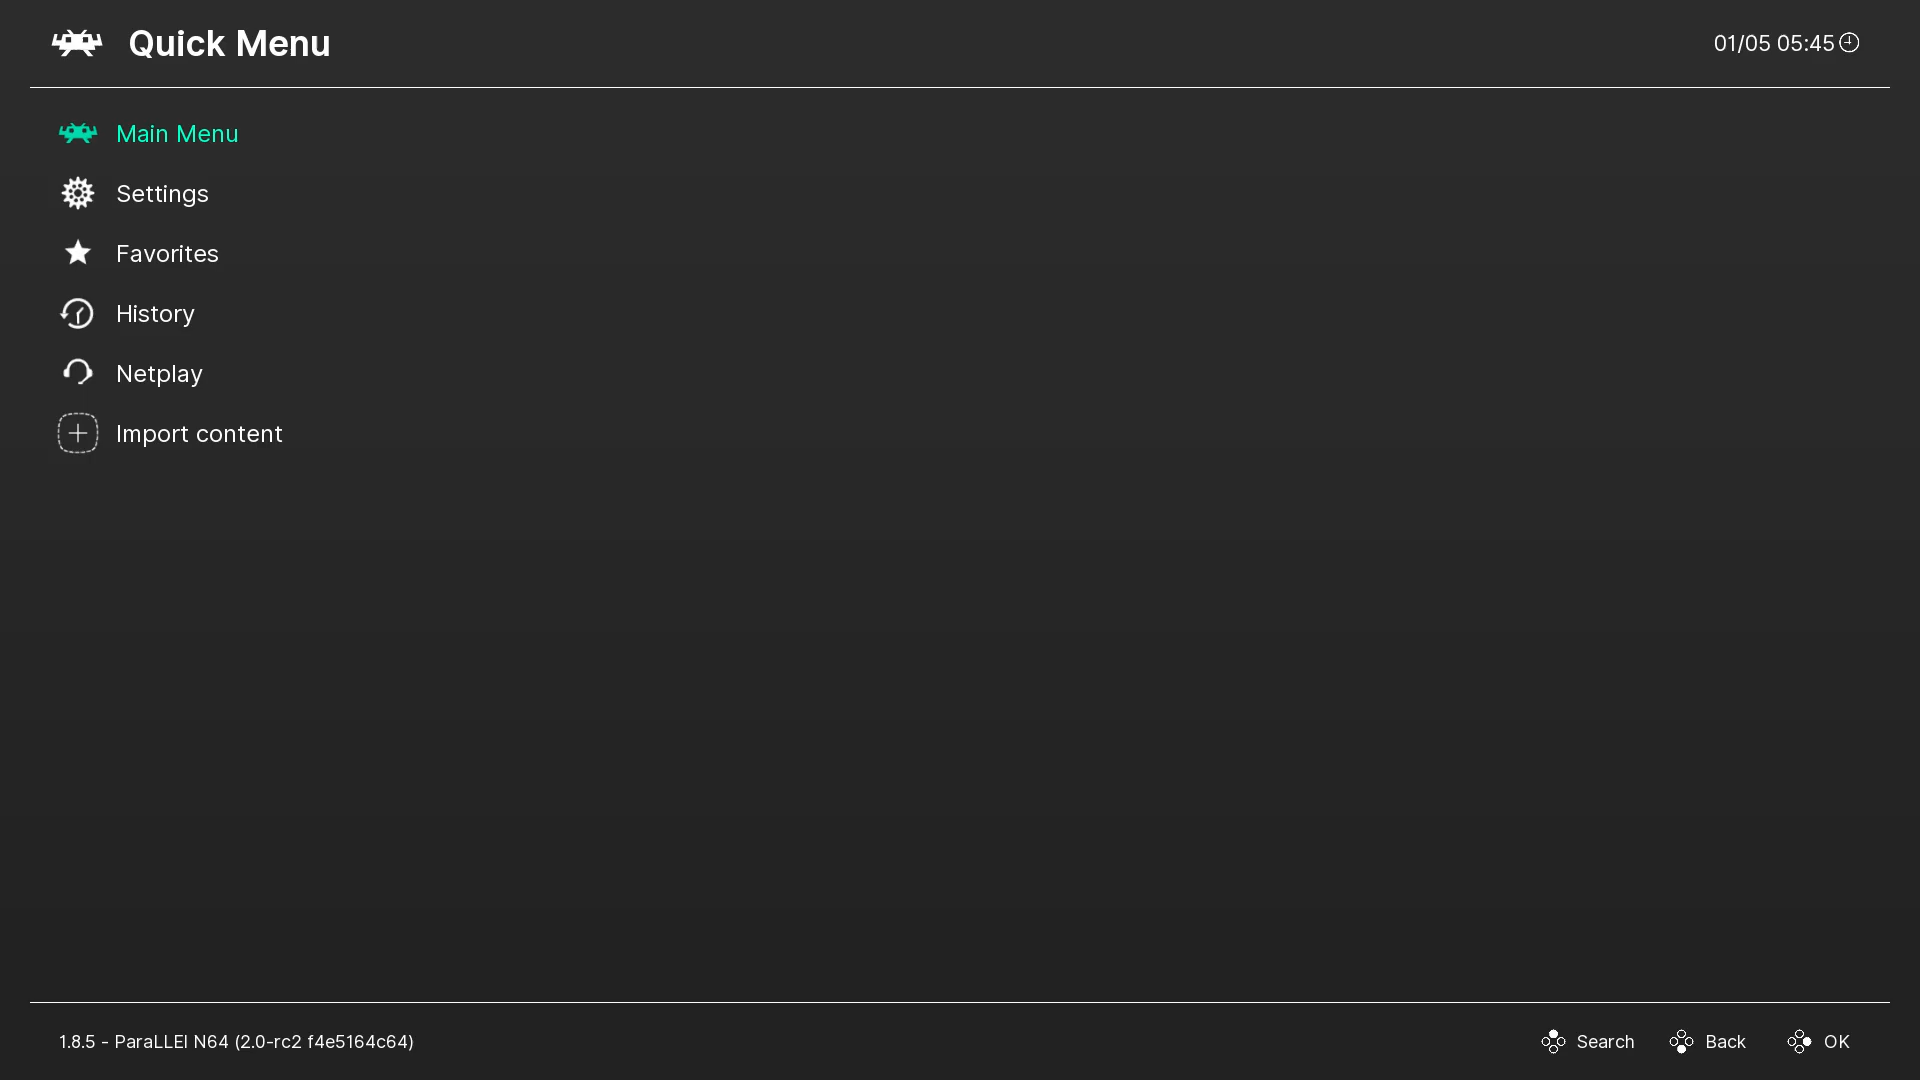 Quick Menu
01/05 05:45
Main Menu
Settings
Favorites
History
Netplay
Import content
1.8.5 - ParaLLEl N64 (2.0-rc2 f4e5164c64)
Search Back OK